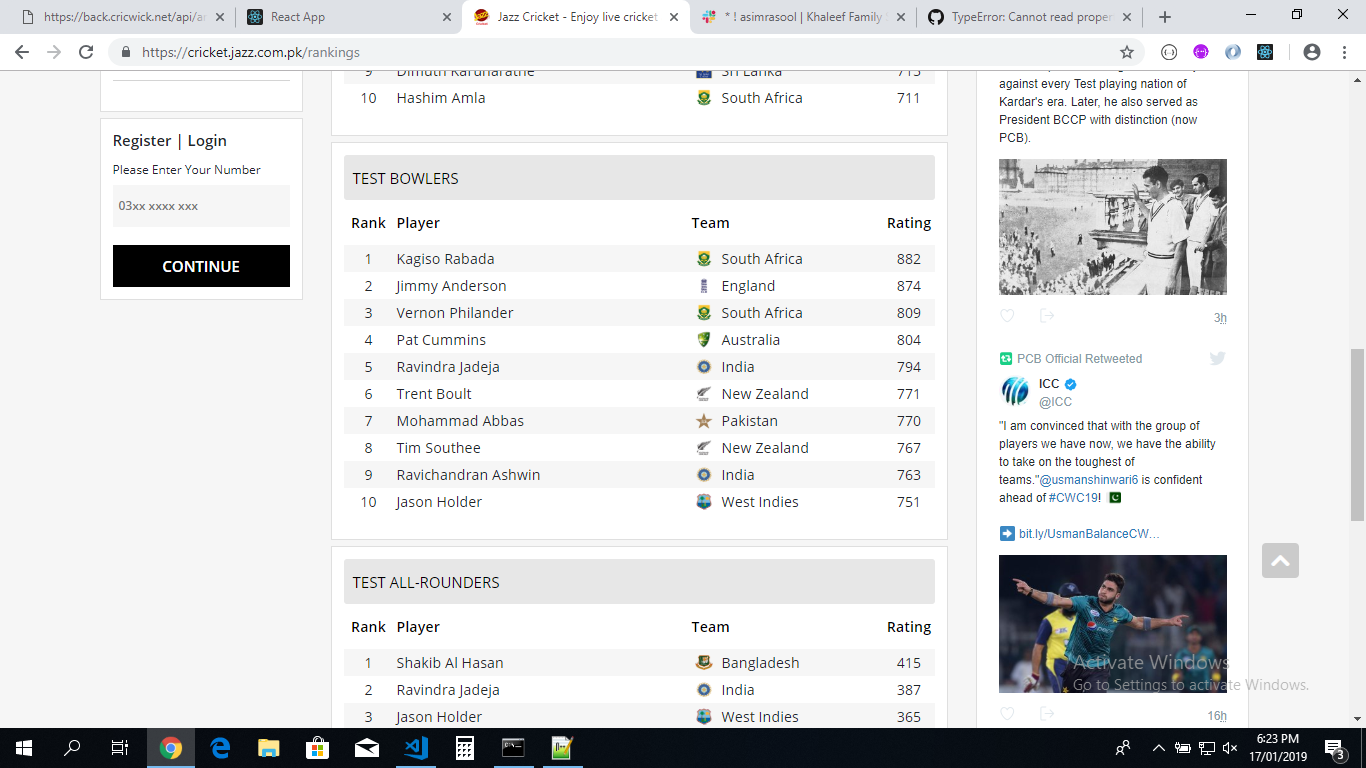 https://back.cricwick.net/api/ar
React App
Jazz Cricket - Enjoy live cricket
* ! asimrasool | Khaleef Family
TypeError: Cannot read proper
https://cricket.jazz.com.pk/rankings
Register | Login
Please Enter Your Number
03xx xxxx xxx
CONTINUE
9 Dimuth Karunaratne Sri Lanka 715
10 Hashim Amla South Africa 711
TEST BOWLERS
Rank Player Team Rating
1 Kagiso Rabada South Africa 882
2 Jimmy Anderson England 874
3 Vernon Philander South Africa 809
4 Pat Cummins Australia 804
5 Ravindra Jadeja India 794
6 Trent Boult New Zealand 771
7 Mohammad Abbas Pakistan 770
8 Tim Southee New Zealand 767
9 Ravichandran Ashwin India 763
10 Jason Holder West Indies 751
TEST ALL-ROUNDERS
Rank Player Team Rating
1 Shakib Al Hasan Bangladesh 415
2 Ravindra Jadeja India 387
3 Jason Holder West Indies 365
against every Test playing nation of
Kardar's era. Later, he also served as
President BCCP with distinction (now
PCB).
3h
PCB Official Retweeted
ICC
@ICC
"I am convinced that with the group of
players we have now, we have the ability
to take on the toughest of
teams."@usmanshinwari6 is confident
ahead of #CWC19!
bit.ly/UsmanBalanceCW…
pepsi
Activate Windows
Go to Settings to activate Windows.
16h
6:23 PM
17/01/2019
3